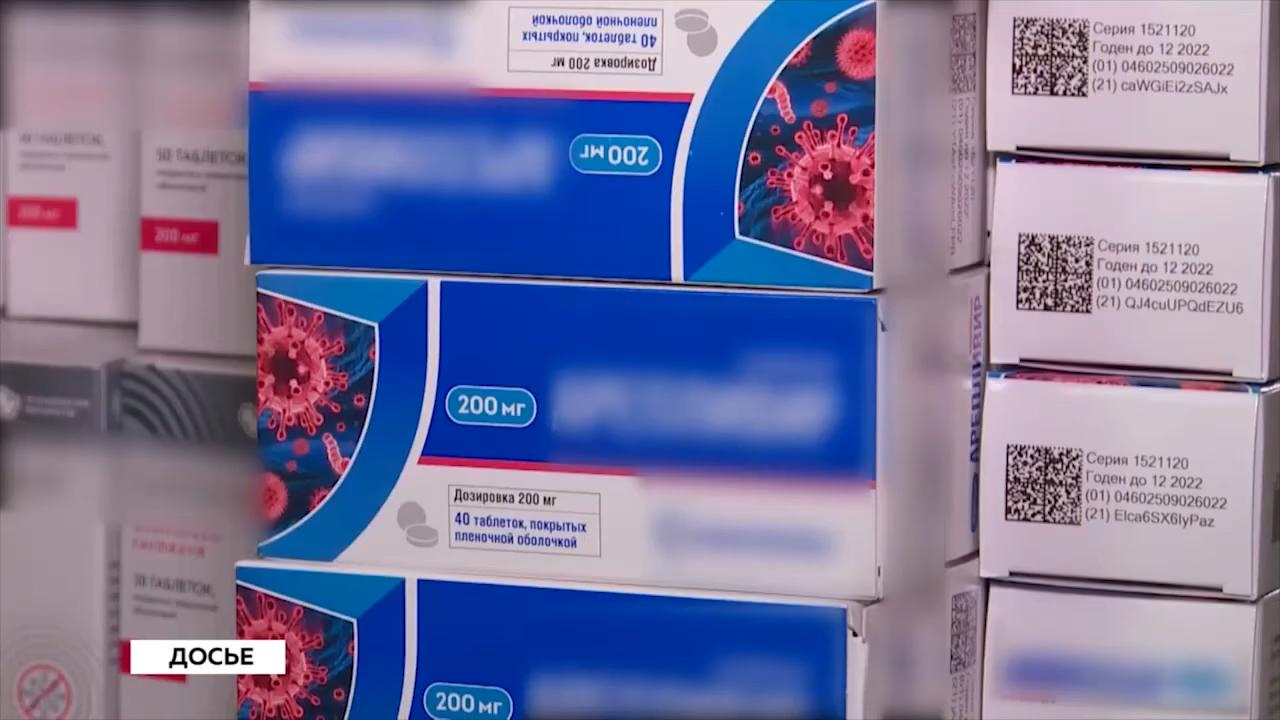 40 таблеток, покрытых
пленочной оболочкой
Дозировка 200 мг
200 мг
Серия 1521120
Годен до 12 2022
(01) 04602509026022
(21) caWGiEi2zSAJx
50 ТАБЛЕТОК
200 мг
200 мг
Серия 1521120
Годен до 12 2022
(01) 04602509026022
(21) QJ4cuUPQdEZU6
200 мг
АРЕПЛИВИР
Дозировка 200 мг
40 таблеток, покрытых
пленочной оболочкой
Серия 1521120
Годен до 12 2022
(01) 04602509026022
(21) Elca6SX6lyPaz
ДОСЬЕ
200 мг